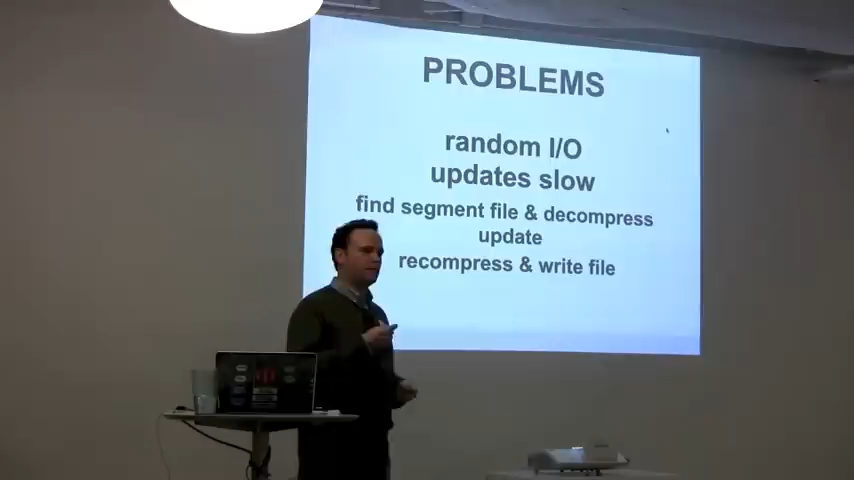 PROBLEMS
random I/O
updates slow
find segment file & decompress
update
recompress & write file